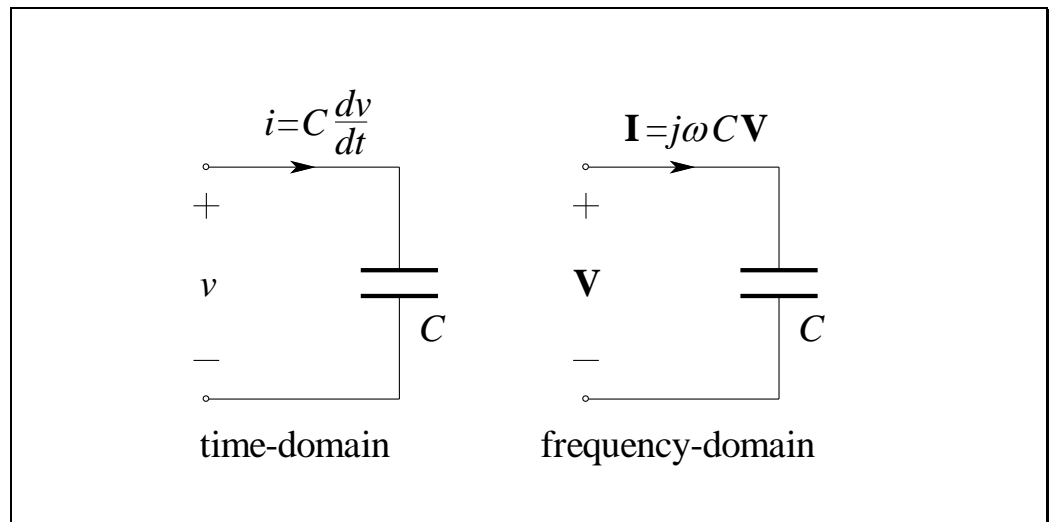 i=C dv/dt
I=jωCV
+
+
v
V
C
C
−
−
time-domain
frequency-domain